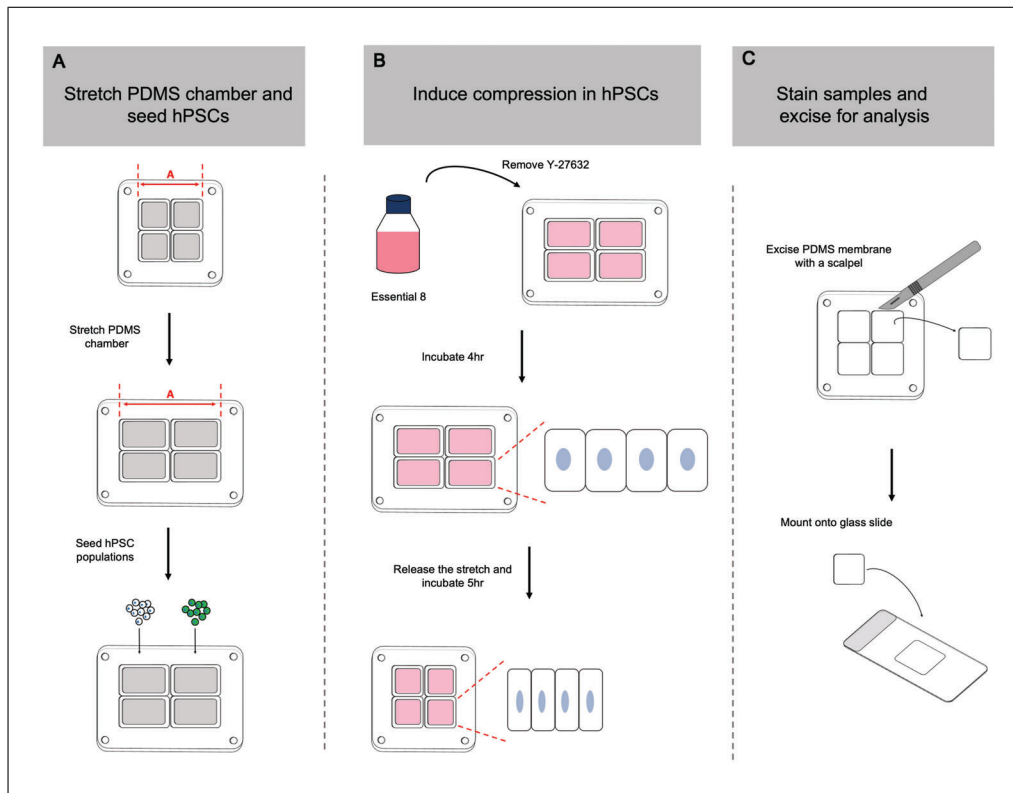 A
Stretch PDMS chamber and
seed hPSCs
A
Stretch PDMS
chamber
A
Seed hPSC
populations
B
Induce compression in hPSCs
Remove Y-27632
Essential 8
Incubate 4hr
Release the stretch and
incubate 5hr
C
Stain samples and
excise for analysis
Excise PDMS membrane
with a scalpel
Mount onto glass slide